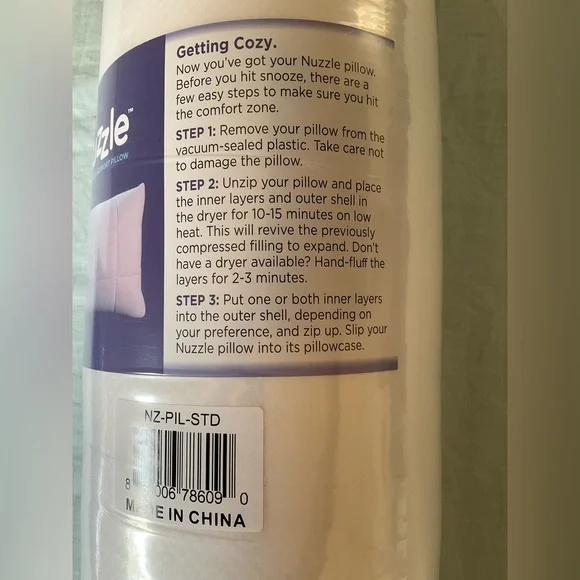 Getting Cozy.
Now you've got your Nuzzle pillow.
Before you hit snooze, there are a
few easy steps to make sure you hit
the comfort zone.
STEP 1: Remove your pillow from the
vacuum-sealed plastic. Take care not
to damage the pillow.
STEP 2: Unzip your pillow and place
the inner layers and outer shell in
the dryer for 10-15 minutes on low
heat. This will revive the previously
compressed filling to expand. Don't
have a dryer available? Hand-fluff the
layers for 2-3 minutes.
STEP 3: Put one or both inner layers
into the outer shell, depending on
your preference, and zip up. Slip your
Nuzzle pillow into its pillowcase.
zzle™
PILLOW
NZ-PIL-STD
8 006 78609 0
MADE IN CHINA